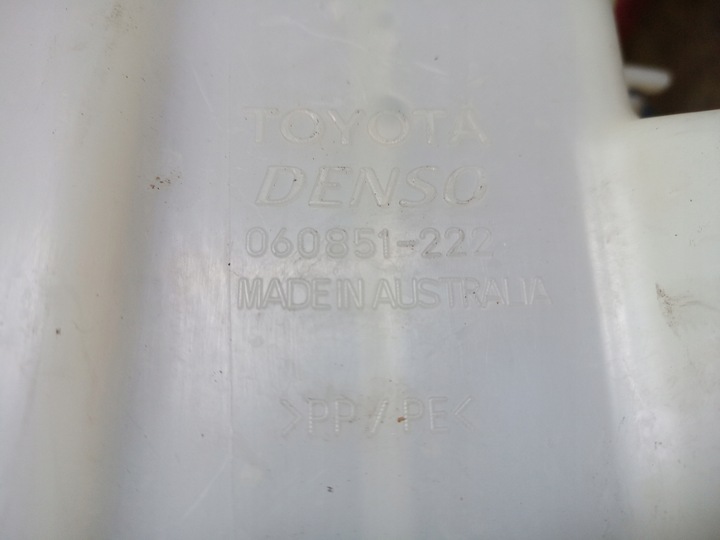 TOYOTA
DENSO
060851-222
MADE IN AUSTRALIA
>PP/PE<